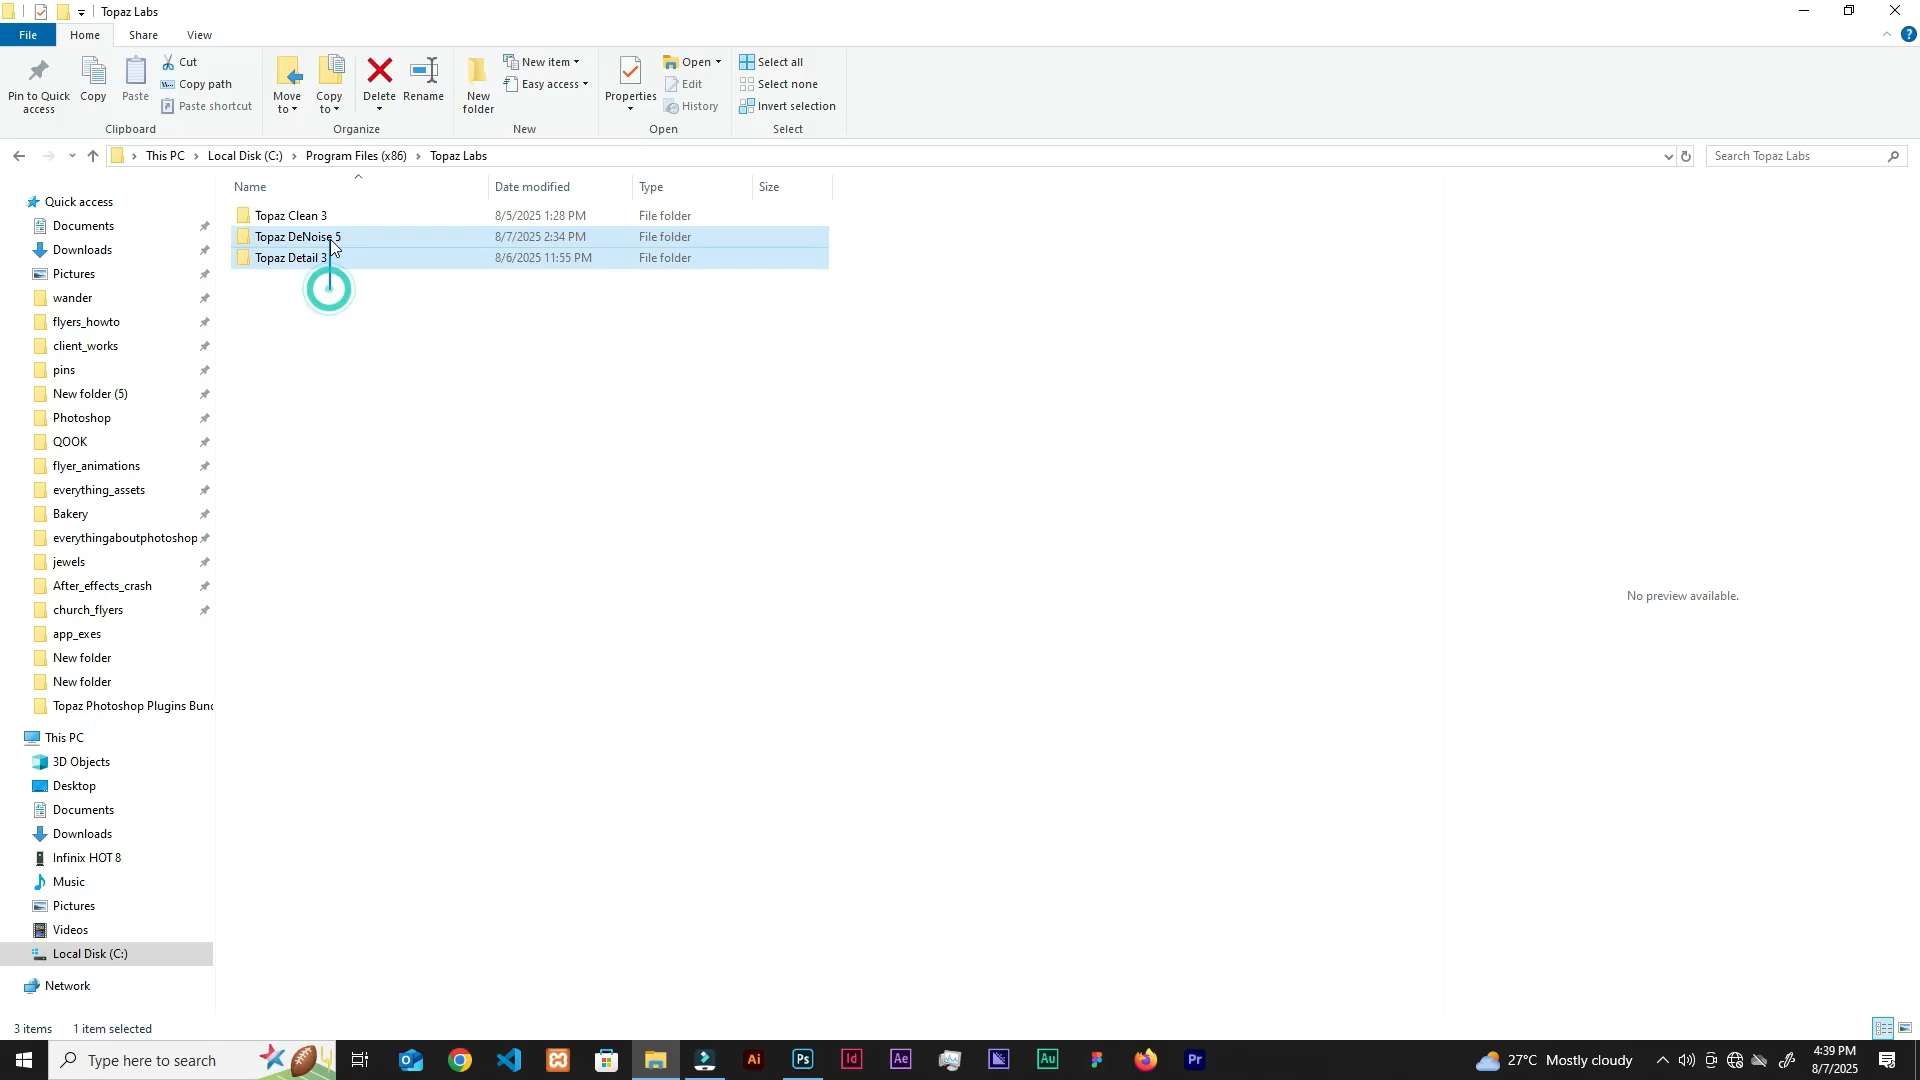 Topaz Labs
File Home Share View
Pin to Quick access
Copy
Paste
Cut
Copy path
Paste shortcut
Clipboard
Move to
Copy to
Delete
Rename
Organize
New folder
New item
Easy access
New
Properties
Open
Edit
History
Open
Select all
Select none
Invert selection
Select
This PC Local Disk (C:) Program Files (x86) Topaz Labs
Search Topaz Labs
Name Date modified Type Size
Topaz Clean 3 8/5/2025 1:28 PM File folder
Topaz DeNoise 5 8/7/2025 2:34 PM File folder
Topaz Detail 3 8/6/2025 11:55 PM File folder
Quick access
Documents
Downloads
Pictures
wander
flyers_howto
client_works
pins
New folder (5)
Photoshop
QOOK
flyer_animations
everything_assets
Bakery
everythingaboutphotoshop
jewels
After_effects_crash
church_flyers
app_exes
New folder
New folder
Topaz Photoshop Plugins Bund
This PC
3D Objects
Desktop
Documents
Downloads
Infinix HOT 8
Music
Pictures
Videos
Local Disk (C:)
Network
No preview available.
3 items 1 item selected
Type here to search
Ai
Ps
Id
Ae
Au
Pr
27°C Mostly cloudy
4:39 PM
8/7/2025